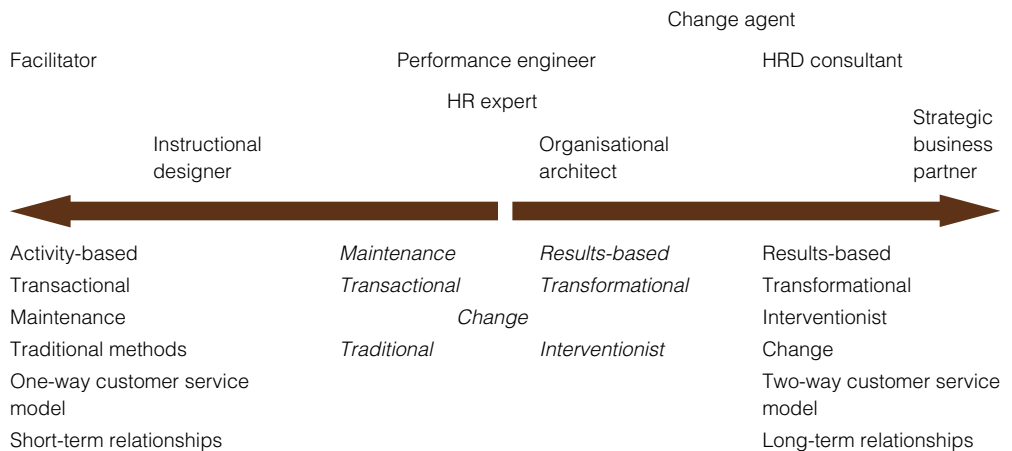 Change agent
Facilitator Performance engineer HRD consultant
HR expert
Strategic
business
partner
Instructional
designer
Organisational
architect
Activity-based Maintenance Results-based Results-based
Transactional Transactional Transformational Transformational
Maintenance Change Interventionist
Traditional methods Traditional Interventionist Change
One-way customer service
model
Two-way customer service
model
Short-term relationships Long-term relationships